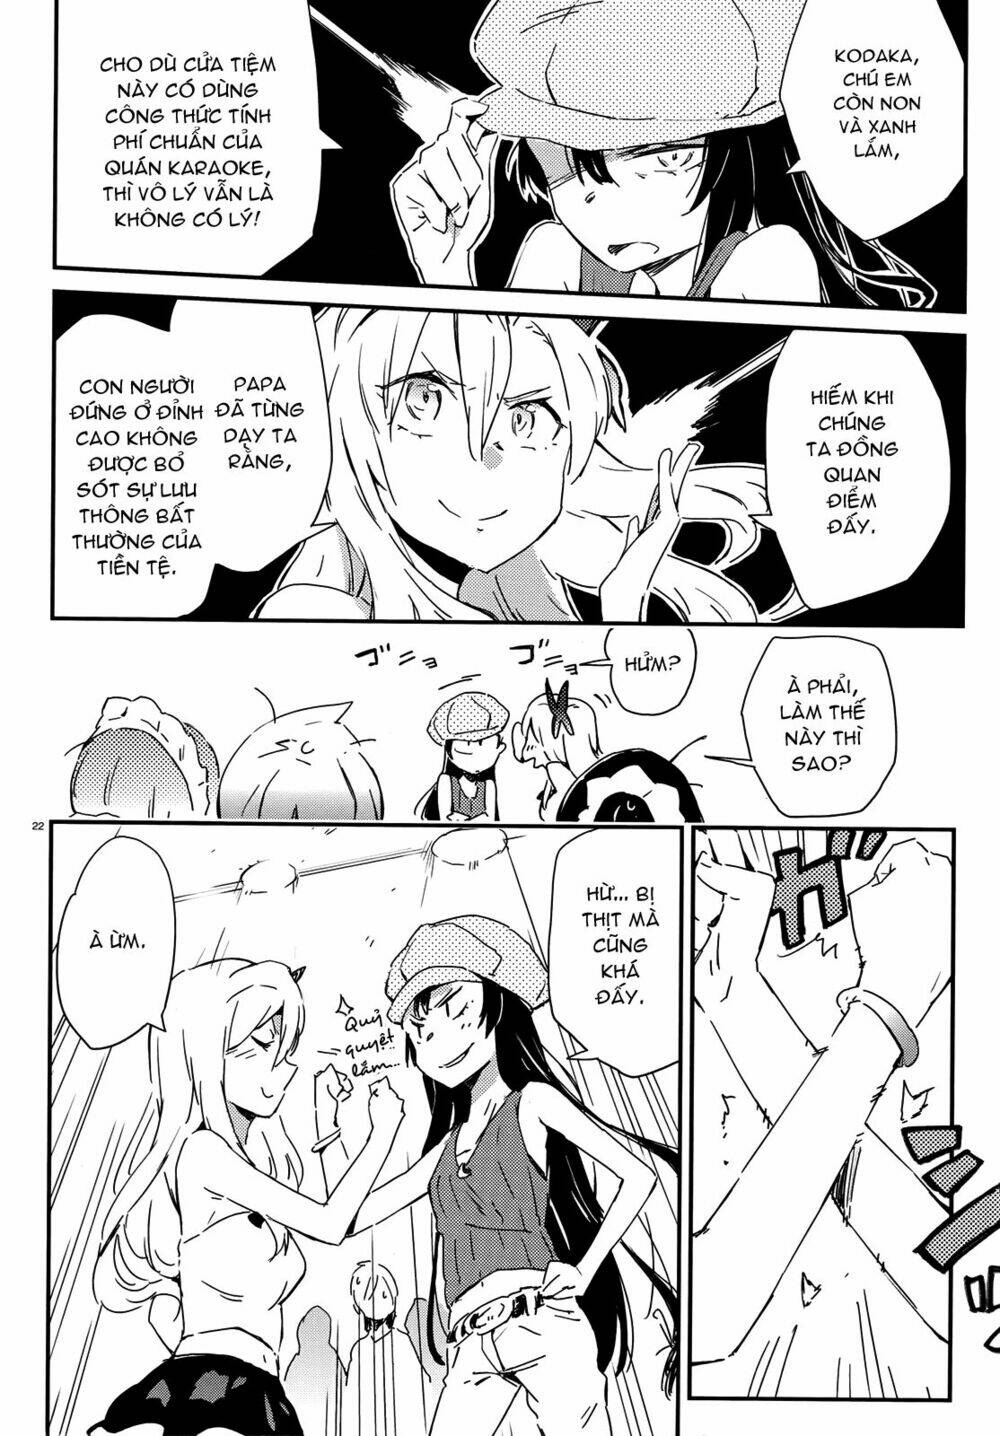 KODAKA,
CHÚ EM
CÒN NON
VÀ XANH
LẮM,
CHO DÙ CỬA TIỆM
NÀY CÓ DÙNG
CÔNG THỨC TÍNH
PHÍ CHUẨN CỦA
QUÁN KARAOKE,
THÌ VÔ LÝ VẪN LÀ
KHÔNG CÓ LÝ!
HIẾM KHI
CHÚNG
TA ĐỒNG
QUAN
ĐIỂM
ĐẤY.
PAPA
ĐÃ TỪNG
DẠY TA
RẰNG,
CON NGƯỜI
ĐỨNG Ở ĐỈNH
CAO KHÔNG
ĐƯỢC BỎ
SÓT SỰ LƯU
THÔNG BẤT
THƯỜNG CỦA
TIỀN TỆ.
À PHẢI,
LÀM THẾ
NÀY THÌ
SAO?
HỬM?
ゴニョ
ゴニョ
22
ガシィ
HỪ... BỊ
THỊT MÀ
CŨNG
KHÁ
ĐẤY.
Quỷ
quyệt
lắm...
À ỪM.